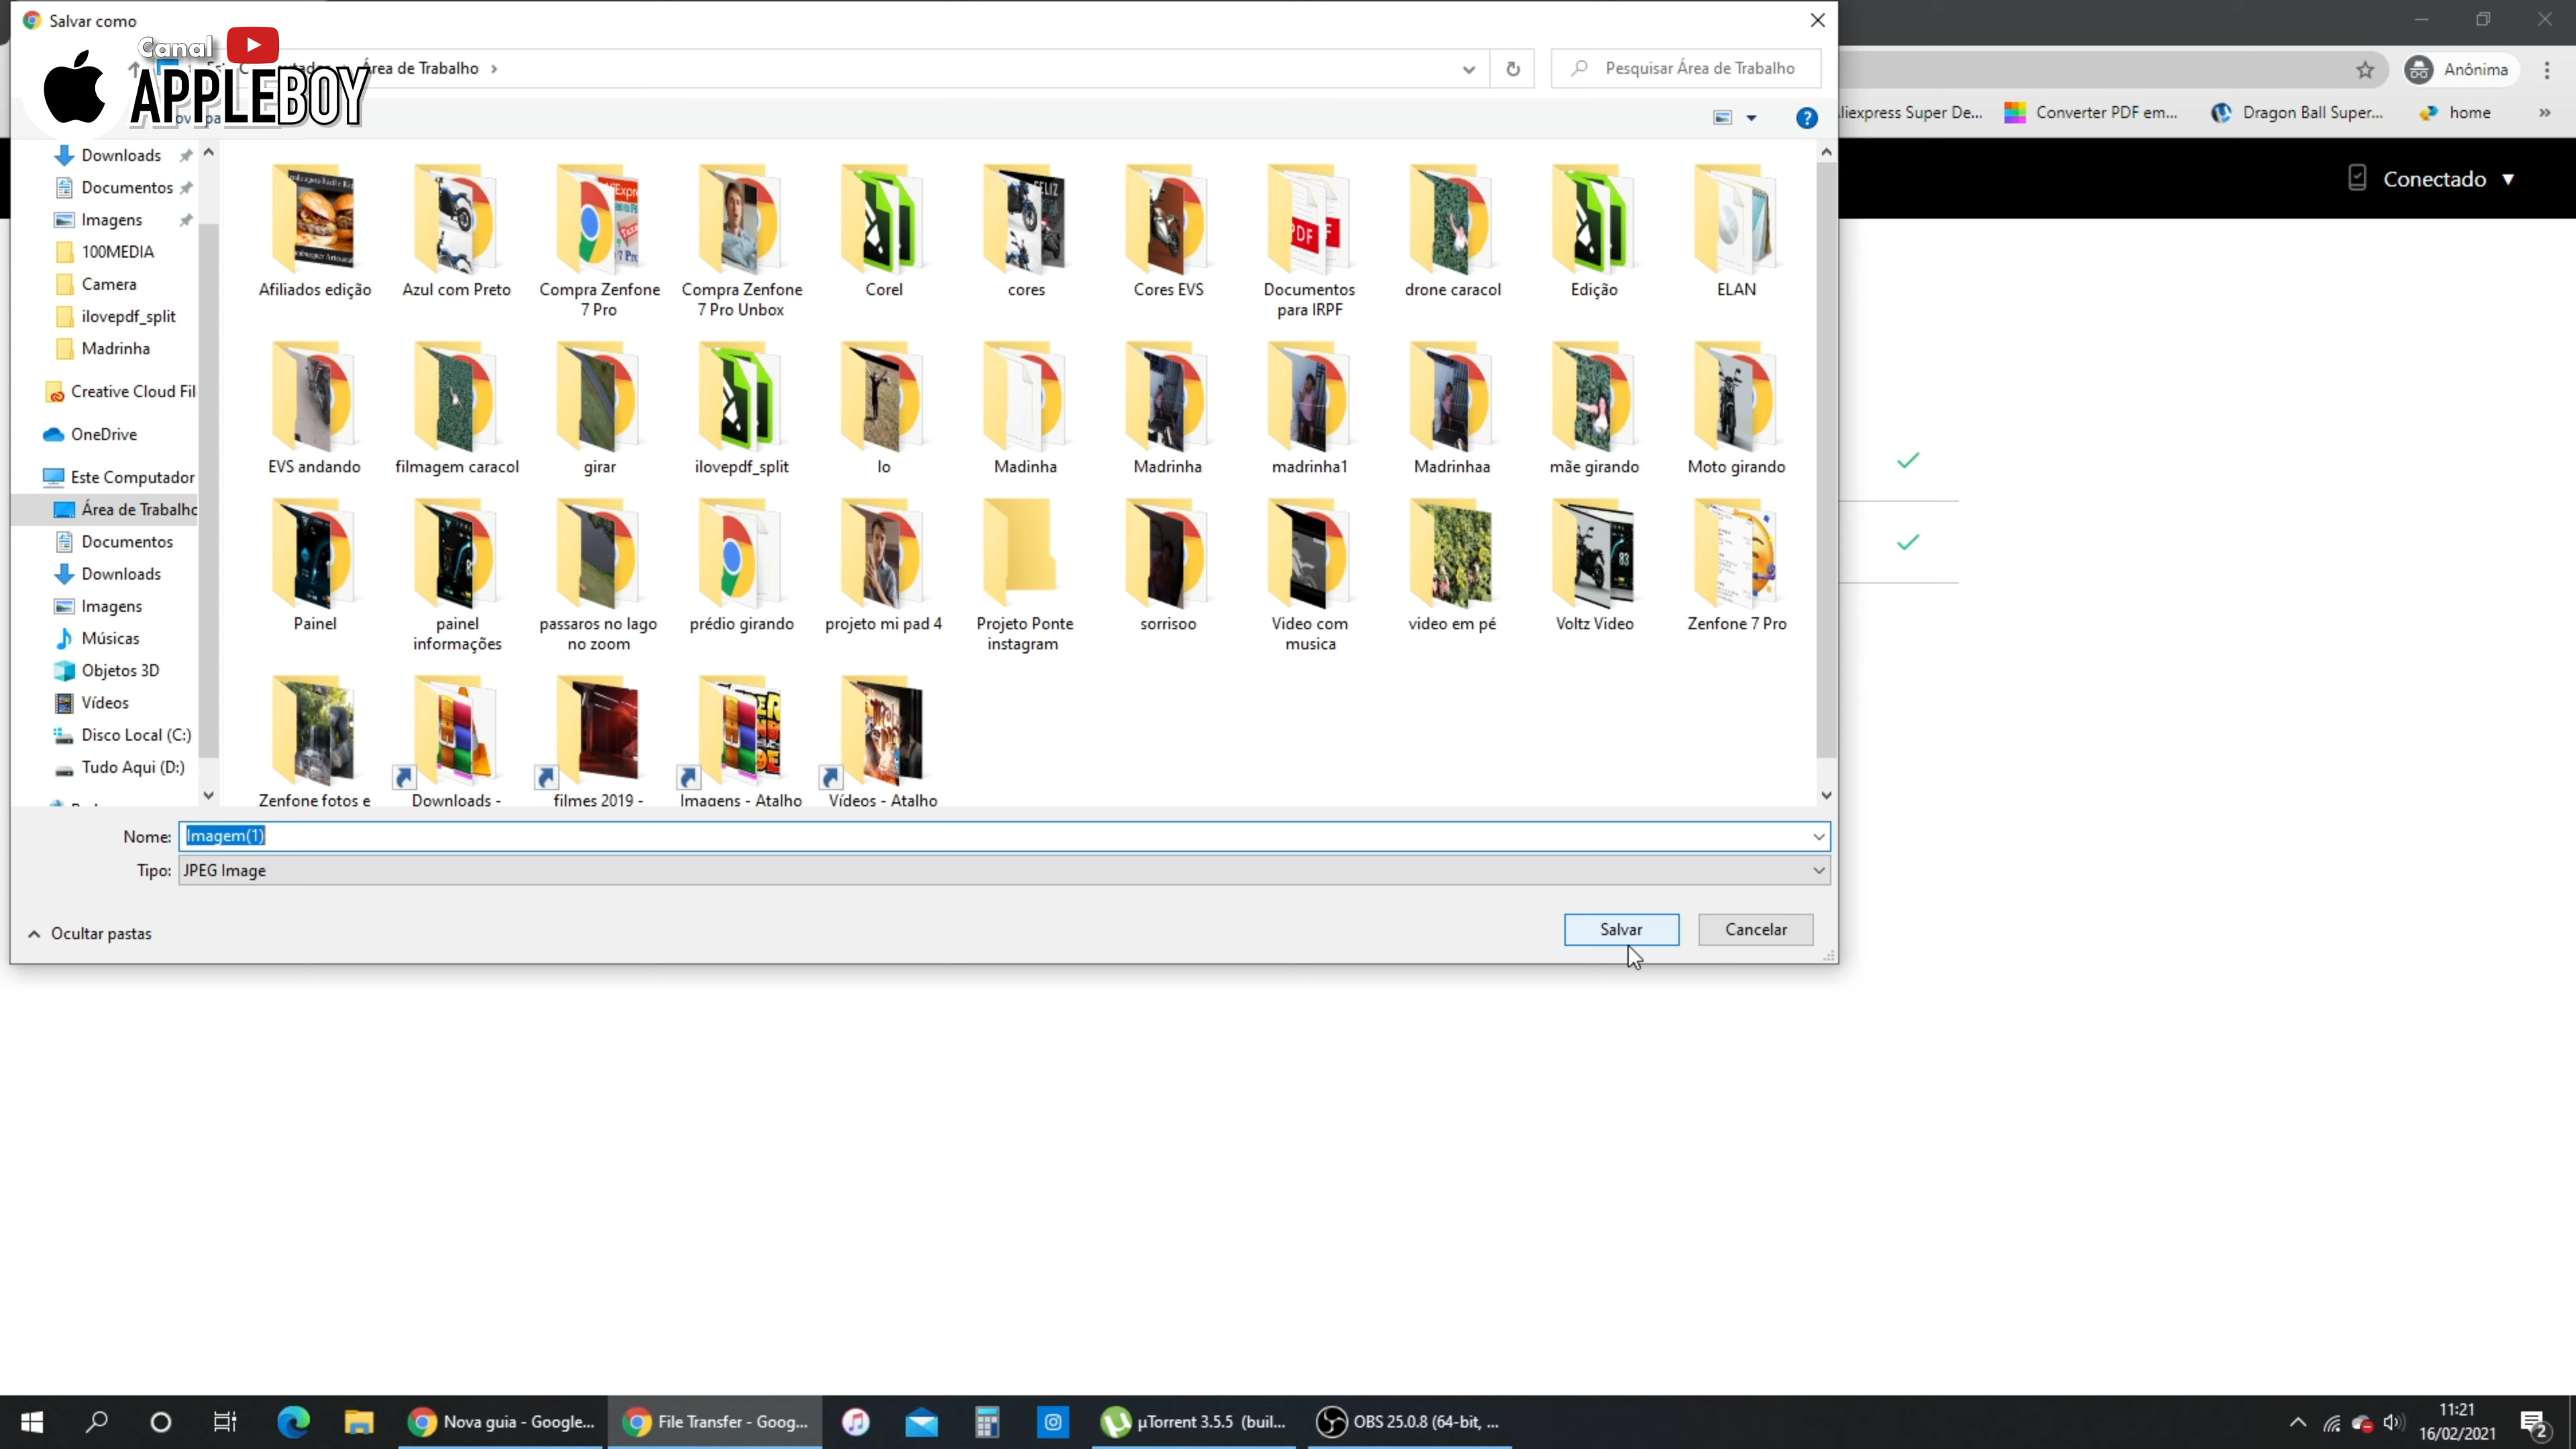 Salvar como
Canal
APPLEBOY
Área de Trabalho
Pesquisar Área de Trabalho
Anônima
liexpress Super De...
Converter PDF em...
Dragon Ball Super...
home
»
Conectado ▼
Downloads
Documentos
Imagens
100MEDIA
Camera
ilovepdf_split
Madrinha
Creative Cloud Fil
OneDrive
Este Computador
Área de Trabalho
Documentos
Downloads
Imagens
Músicas
Objetos 3D
Vídeos
Disco Local (C:)
Tudo Aqui (D:)
Afiliados edição
Azul com Preto
Compra Zenfone 7 Pro
Compra Zenfone 7 Pro Unbox
Corel
cores
Cores EVS
Documentos para IRPF
drone caracol
Edição
ELAN
EVS andando
filmagem caracol
girar
ilovepdf_split
lo
Madinha
Madrinha
madrinha1
Madrinhaa
mãe girando
Moto girando
Painel
painel informações
passaros no lago no zoom
prédio girando
projeto mi pad 4
Projeto Ponte instagram
sorrisoo
Video com musica
video em pé
Voltz Video
Zenfone 7 Pro
Zenfone fotos e
Downloads -
filmes 2019 -
Imagens - Atalho
Vídeos - Atalho
Nome: Imagem(1)
Tipo: JPEG Image
Ocultar pastas
Salvar
Cancelar
Nova guia - Google...
File Transfer - Goog...
µTorrent 3.5.5 (buil...
OBS 25.0.8 (64-bit, ...
11:21
16/02/2021
2